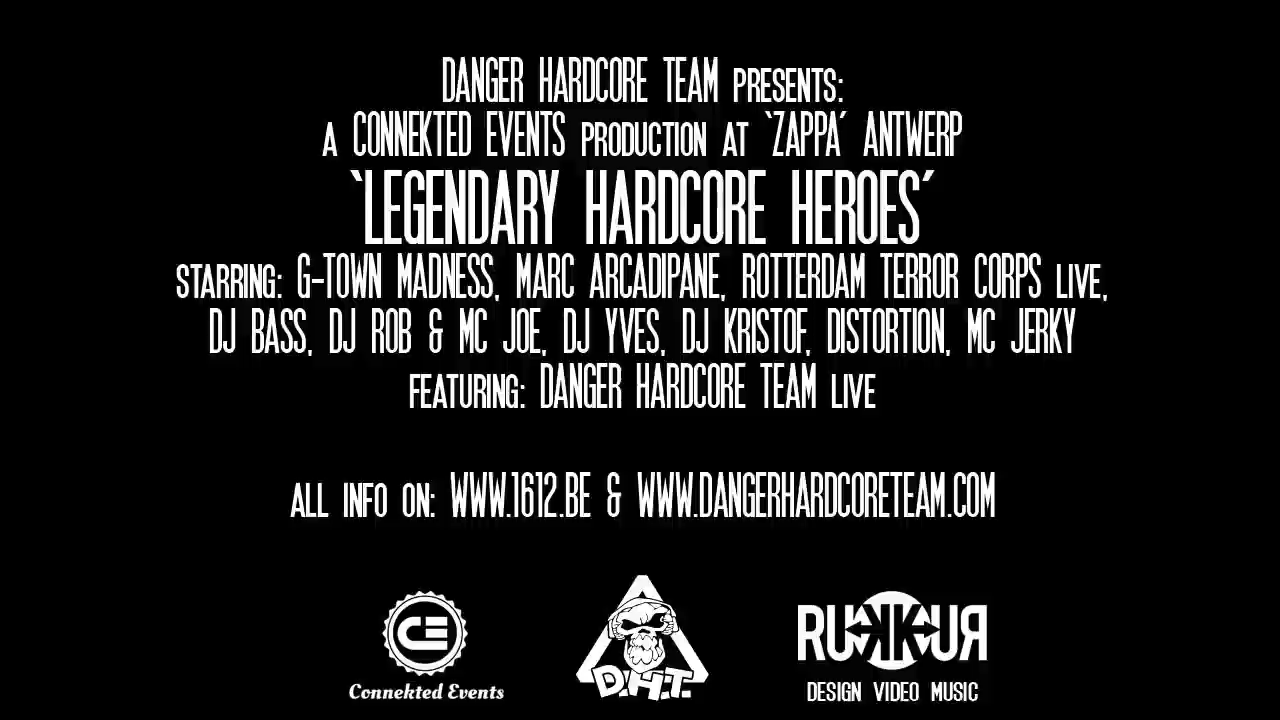 DANGER HARDCORE TEAM PRESENTS:
A CONNEKTED EVENTS PRODUCTION AT 'ZAPPA' ANTWERP
'LEGENDARY HARDCORE HEROES'
STARRING: G-TOWN MADNESS, MARC ARCADIPANE, ROTTERDAM TERROR CORPS LIVE,
DJ BASS, DJ ROB & MC JOE, DJ YVES, DJ KRISTOF, DISTORTION, MC JERKY
FEATURING: DANGER HARDCORE TEAM LIVE
ALL INFO ON: WWW.1612.BE & WWW.DANGERHARDCORETEAM.COM
CE
Connekted Events
D.H.T.
RUKKUR
DESIGN VIDEO MUSIC